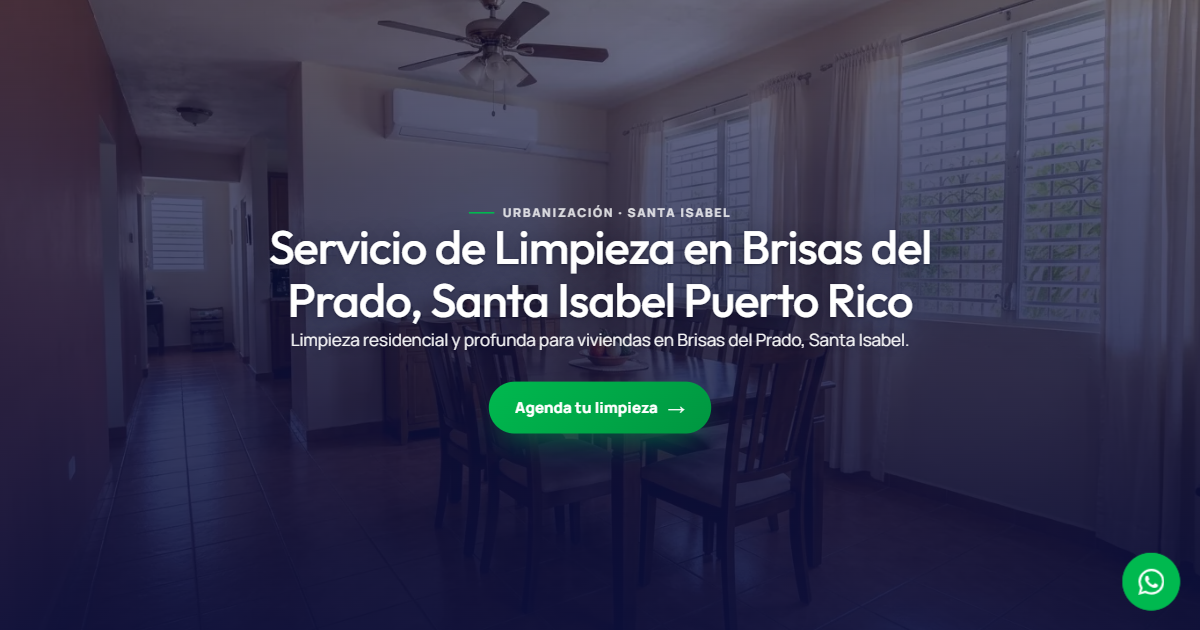 URBANIZACIÓN · SANTA ISABEL
Servicio de Limpieza en Brisas del
Prado, Santa Isabel Puerto Rico
Limpieza residencial y profunda para viviendas en Brisas del Prado, Santa Isabel.
Agenda tu limpieza →